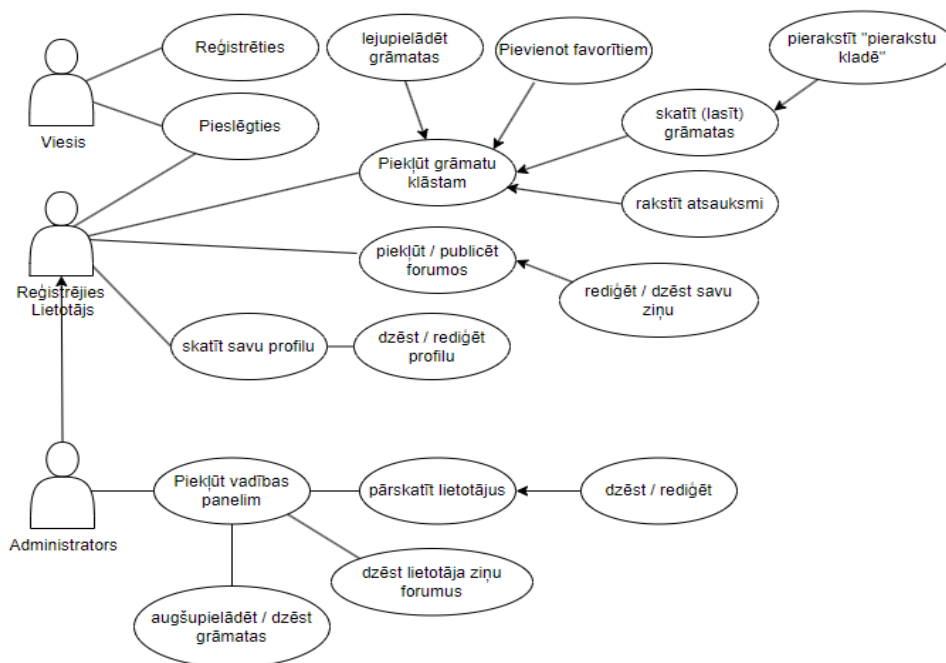 Reģistrēties
lejupielādēt
grāmatas
Pievienot favorītiem
pierakstīt "pierakstu
kladē"
Viesis
Pieslēgties
skatīt (lasīt)
grāmatas
Piekļūt grāmatu
klāstam
rakstīt atsauksmi
Reģistrējies
Lietotājs
piekļūt / publicēt
forumos
rediģēt / dzēst savu
ziņu
skatīt savu profilu
dzēst / rediģēt
profilu
Administrators
Piekļūt vadības
panelim
pārskatīt lietotājus
dzēst / rediģēt
dzēst lietotāja ziņu
forumus
augšupielādēt / dzēst
grāmatas